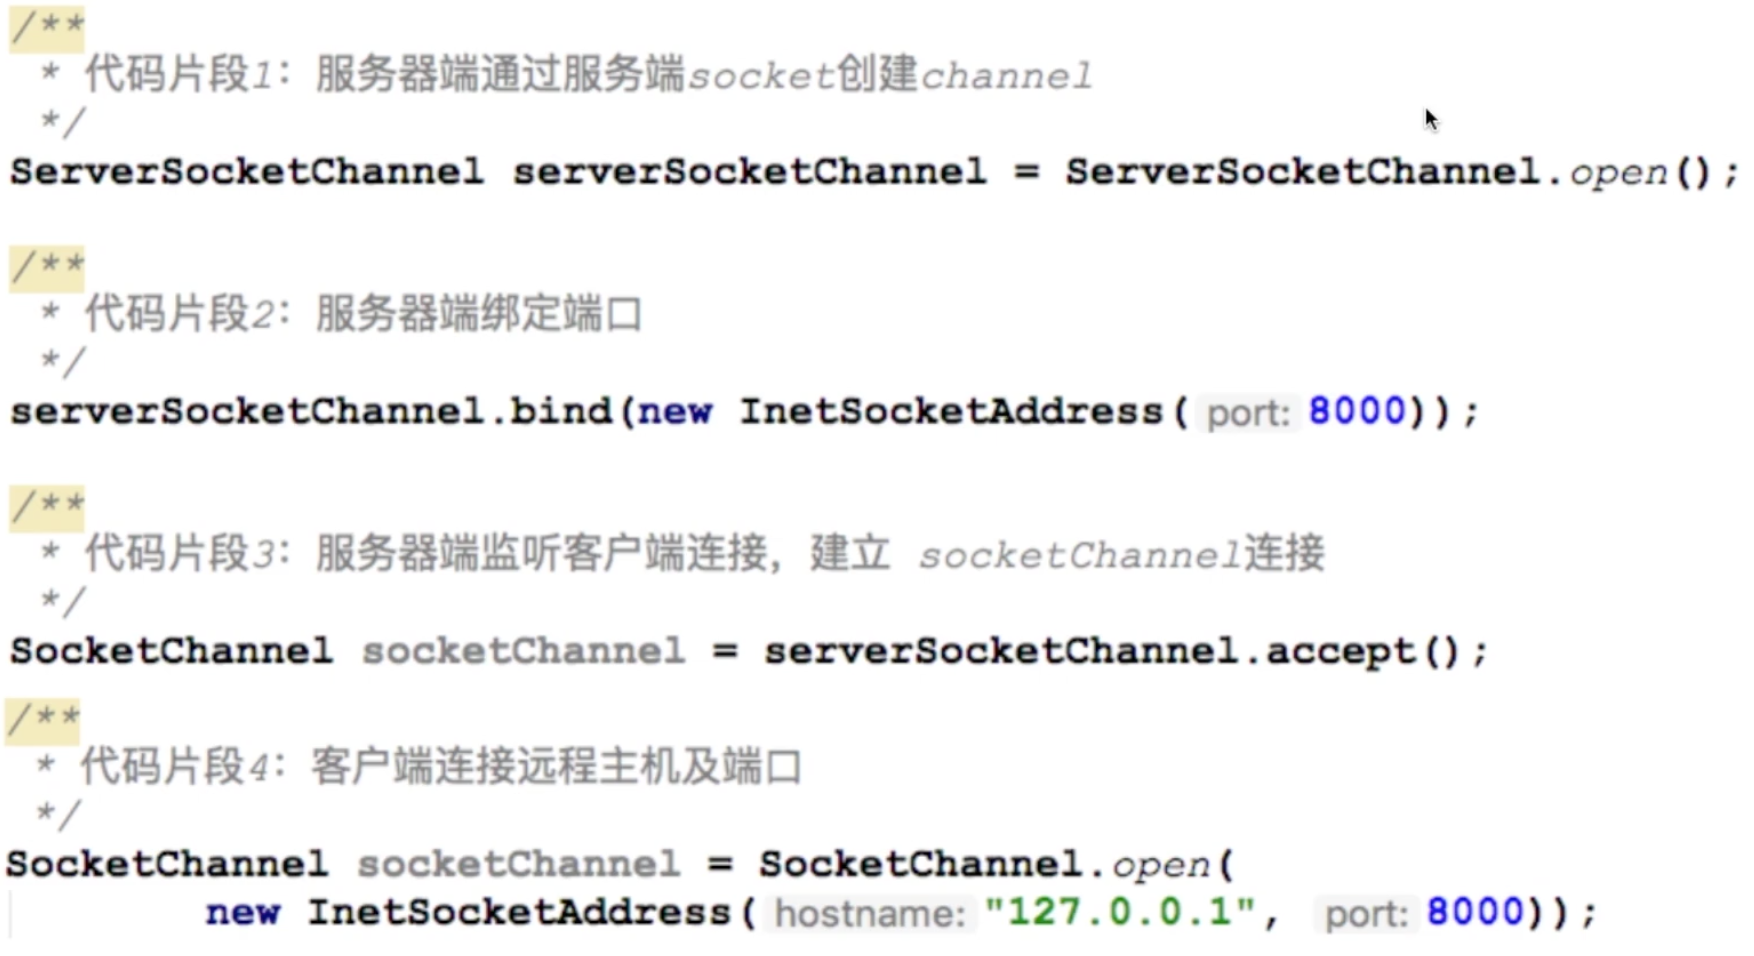 /**
 * 代码片段1：服务器端通过服务端socket创建channel
 */
ServerSocketChannel serverSocketChannel = ServerSocketChannel.open();
/**
 * 代码片段2：服务器端绑定端口
 */
serverSocketChannel.bind(new InetSocketAddress( port: 8000));
/**
 * 代码片段3：服务器端监听客户端连接，建立 socketChannel连接
 */
SocketChannel socketChannel = serverSocketChannel.accept();
/**
 * 代码片段4：客户端连接远程主机及端口
 */
SocketChannel socketChannel = SocketChannel.open(
        new InetSocketAddress( hostname: "127.0.0.1", port: 8000));